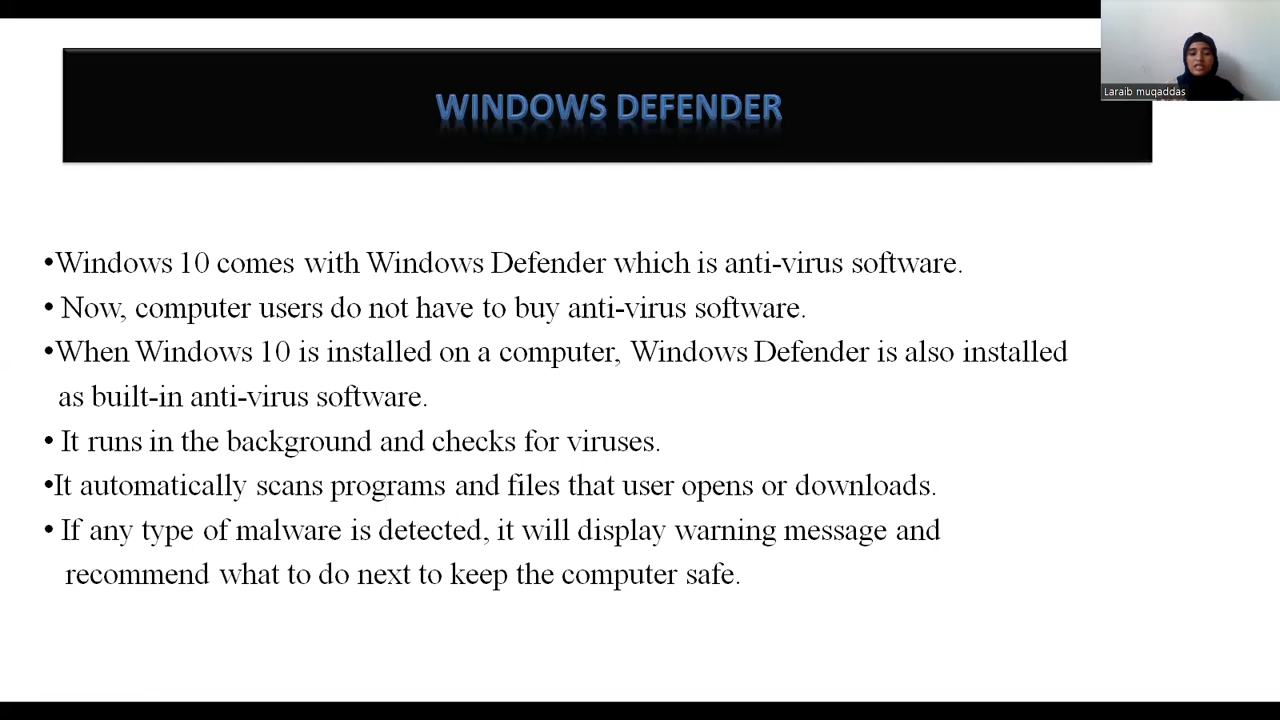 WINDOWS DEFENDER
Laraib muqaddas
•Windows 10 comes with Windows Defender which is anti-virus software.
• Now, computer users do not have to buy anti-virus software.
•When Windows 10 is installed on a computer, Windows Defender is also installed
as built-in anti-virus software.
• It runs in the background and checks for viruses.
•It automatically scans programs and files that user opens or downloads.
• If any type of malware is detected, it will display warning message and
recommend what to do next to keep the computer safe.